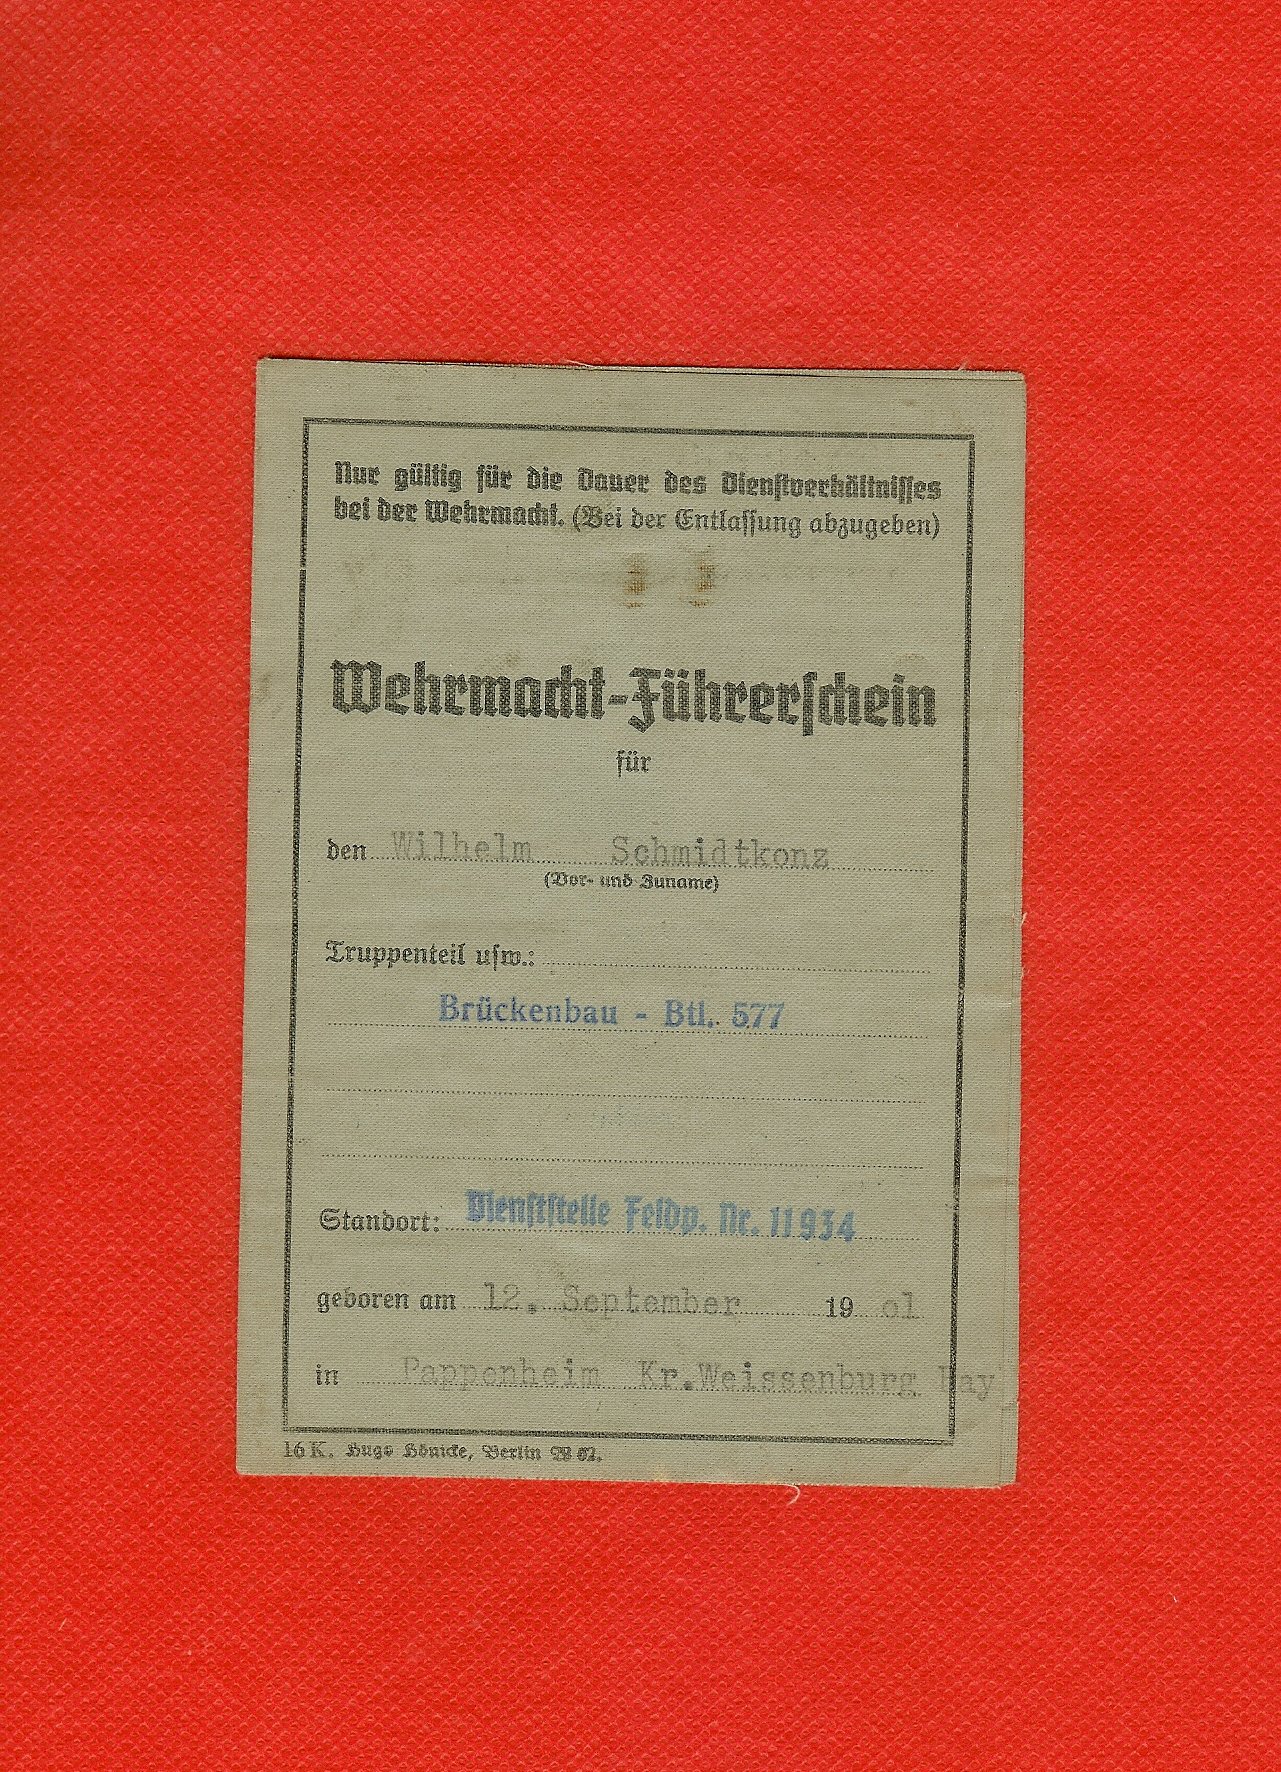 Nur gültig für die Dauer des Dienstverhältnisses
bei der Wehrmacht. (Bei der Entlassung abzugeben)
Wehrmacht-Führerschein
für
den Wilhelm Schmidtkonz
(Vor- und Zuname)
Truppenteil usw.:
Brückenbau - Btl. 577
Standort: Dienststelle Feldp. Nr. 11934
geboren am 12. September 19 01
in Pappenheim Kr.Weissenburg Bay
16 K. Hugo Hönicke, Berlin W 62.